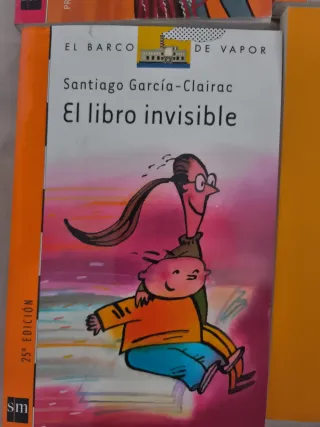 EL BARCO DE VAPOR
Santiago García-Clairac
El libro invisible
25ª EDICIÓN
sm